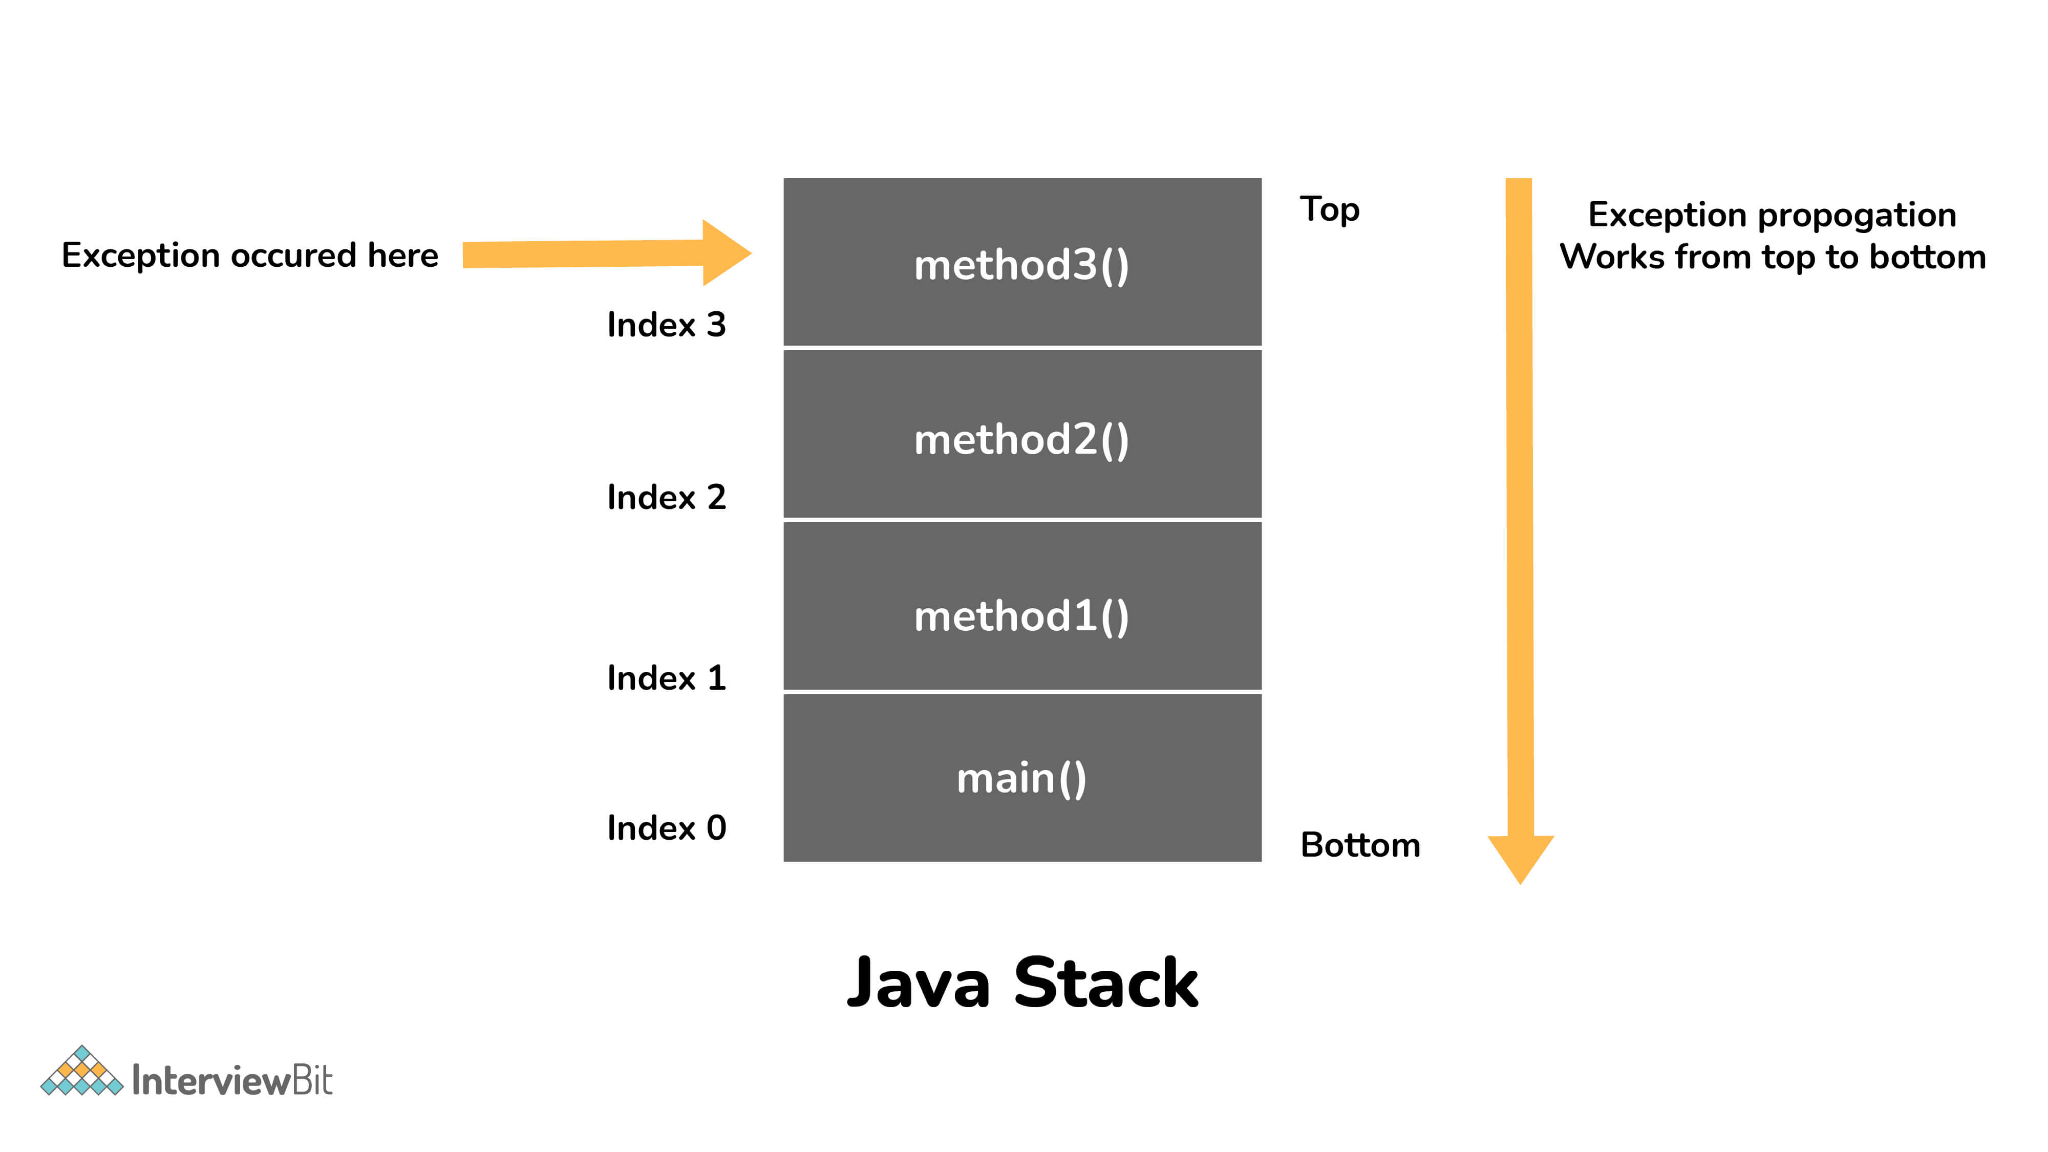 Top
Exception propogation
Works from top to bottom
Exception occured here
method3()
Index 3
method2()
Index 2
method1()
Index 1
main()
Index 0
Bottom
Java Stack
InterviewBit